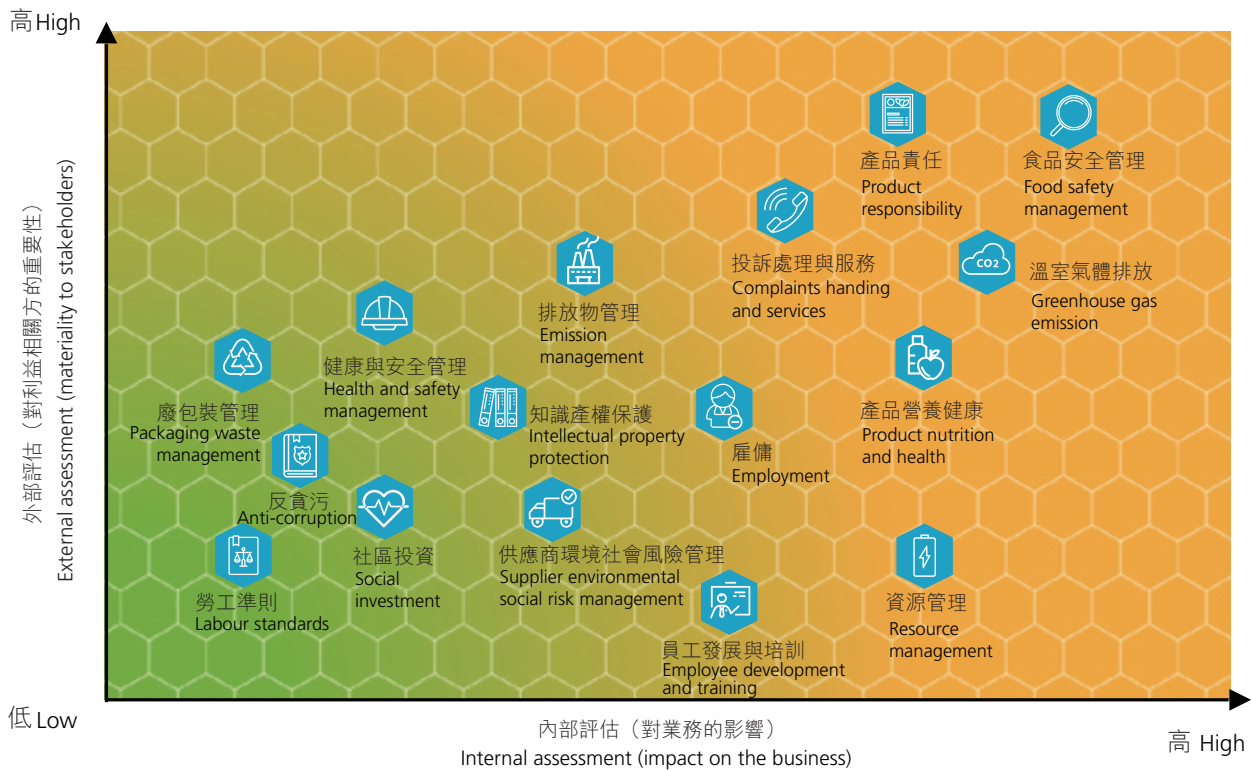 高 High
外部評估（對利益相關方的重要性）
External assessment (materiality to stakeholders)
產品責任
Product
responsibility
食品安全管理
Food safety
management
投訴處理與服務
Complaints handing
and services
CO2
溫室氣體排放
Greenhouse gas
emission
排放物管理
Emission
management
健康與安全管理
Health and safety
management
廢包裝管理
Packaging waste
management
知識產權保護
Intellectual property
protection
雇傭
Employment
產品營養健康
Product nutrition
and health
反貪污
Anti-corruption
社區投資
Social
investment
供應商環境社會風險管理
Supplier environmental
social risk management
勞工準則
Labour standards
員工發展與培訓
Employee development
and training
資源管理
Resource
management
低 Low
內部評估（對業務的影響）
Internal assessment (impact on the business)
高 High